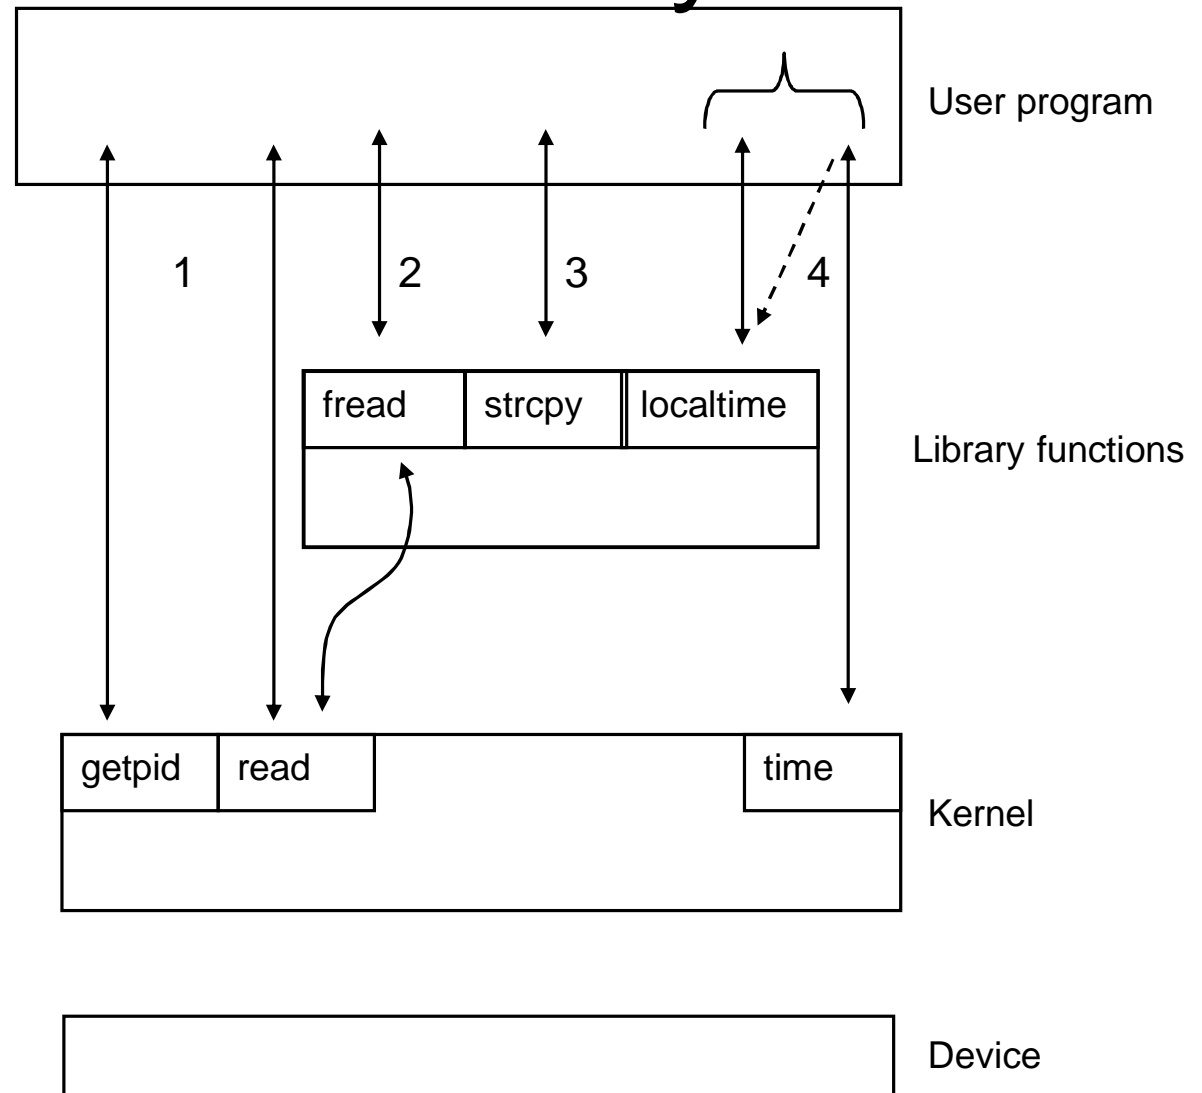 User program
1
2
3
4
fread
strcpy
localtime
Library functions
getpid
read
time
Kernel
Device